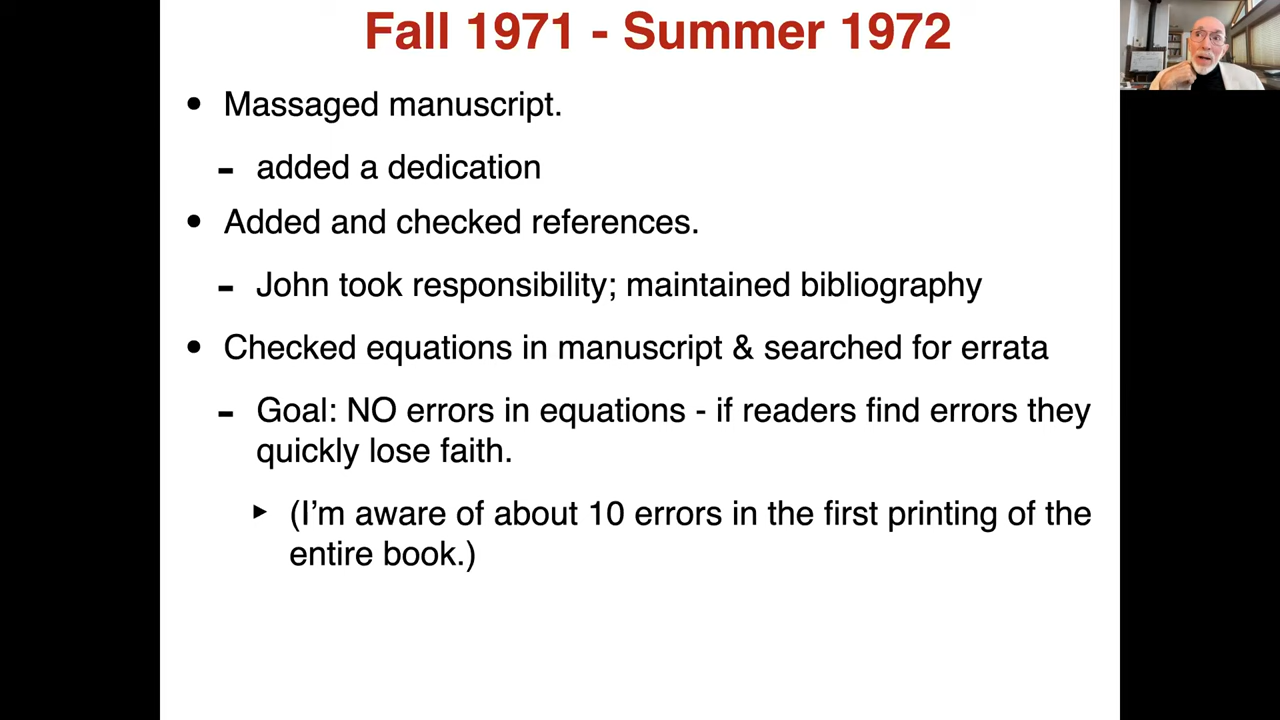 Fall 1971 - Summer 1972
• Massaged manuscript.
- added a dedication
• Added and checked references.
- John took responsibility; maintained bibliography
• Checked equations in manuscript & searched for errata
- Goal: NO errors in equations - if readers find errors they
quickly lose faith.
▸ (I’m aware of about 10 errors in the first printing of the
entire book.)